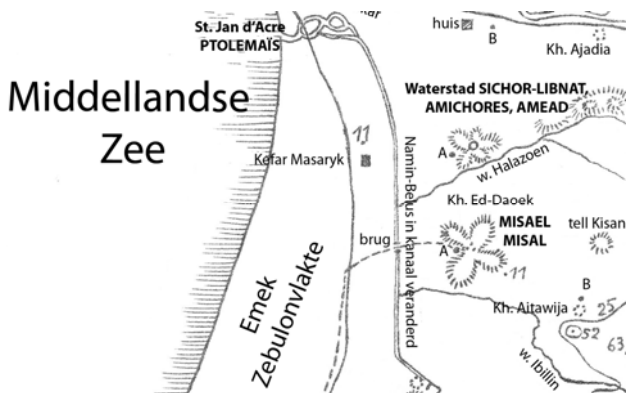 St. Jan d'Acre
PTOLEMAÏS
huis
B
Kh. Ajadia
Middellandse
Zee
Waterstad SICHOR-LIBNAT,
AMICHORES, AMEAD
11
Kefar Masaryk
A
w. Halazoen
Namin-Belus in kanaal veranderd
Kh. Ed-Daoek
MISAEL
MISAL
tell Kisan
brug
A
11
Emek
Zebulonvlakte
B
Kh. Aitawija
25
52
63
w. Ibillin